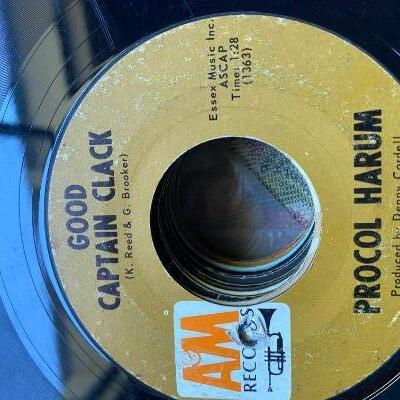 AM
RECORDS
GOOD
CAPTAIN CLACK
(K. Reed & G. Brooker)
Essex Music Inc.
ASCAP
Time: 1:28
(1363)
PROCOL HARUM
Produced by Denny Cordell